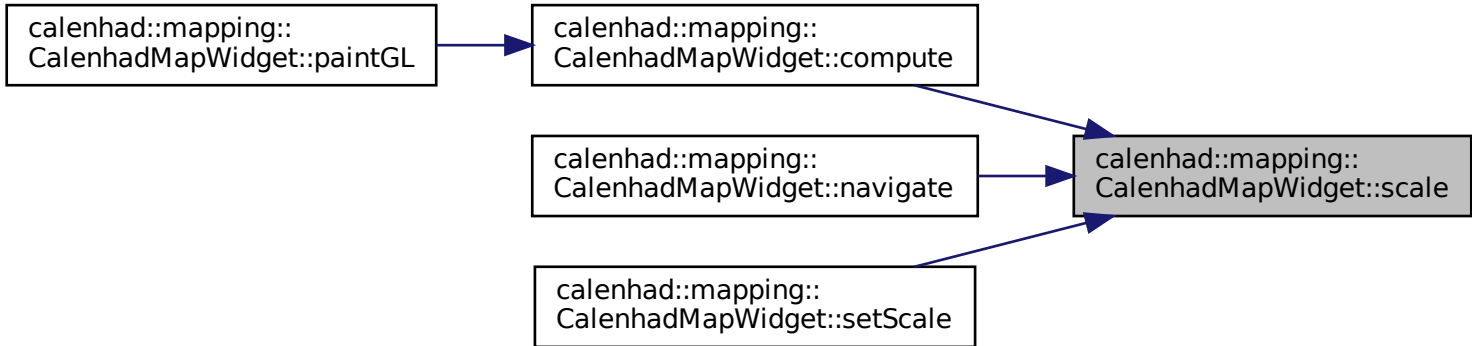 calenhad::mapping::
CalenhadMapWidget::paintGL
calenhad::mapping::
CalenhadMapWidget::compute
calenhad::mapping::
CalenhadMapWidget::navigate
calenhad::mapping::
CalenhadMapWidget::setScale
calenhad::mapping::
CalenhadMapWidget::scale